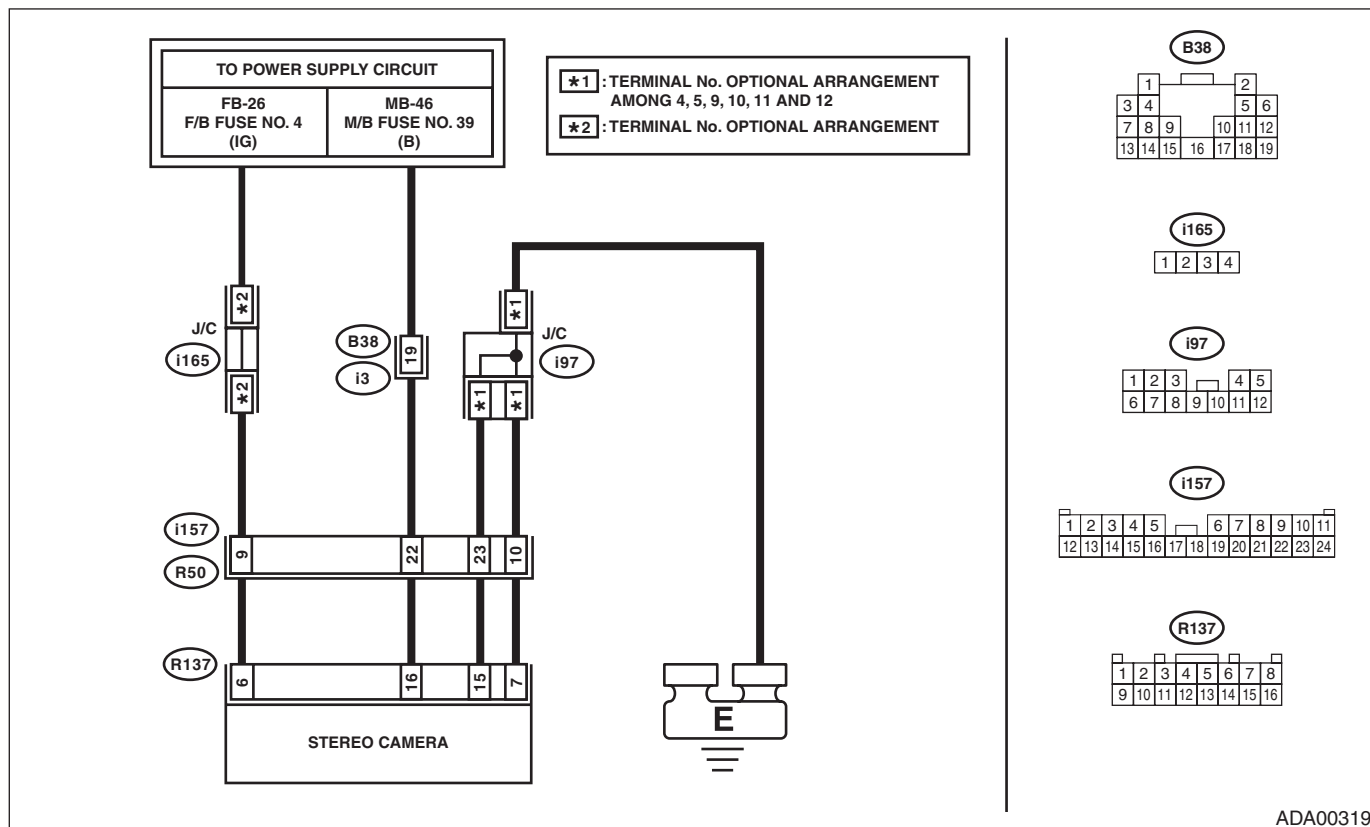 TO POWER SUPPLY CIRCUIT
FB-26
F/B FUSE NO. 4
(IG)
MB-46
M/B FUSE NO. 39
(B)
*1 : TERMINAL No. OPTIONAL ARRANGEMENT
AMONG 4, 5, 9, 10, 11 AND 12
*2 : TERMINAL No. OPTIONAL ARRANGEMENT
*2
J/C
i165
*2
B38
19
i3
*1
J/C
i97
*1 *1
i157
9 22 23 10
R50
R137
6 16 15 7
STEREO CAMERA
E
B38
1 2
3 4 5 6
7 8 9 10 11 12
13 14 15 16 17 18 19
i165
1 2 3 4
i97
1 2 3 4 5
6 7 8 9 10 11 12
i157
1 2 3 4 5 6 7 8 9 10 11
12 13 14 15 16 17 18 19 20 21 22 23 24
R137
1 2 3 4 5 6 7 8
9 10 11 12 13 14 15 16
ADA00319